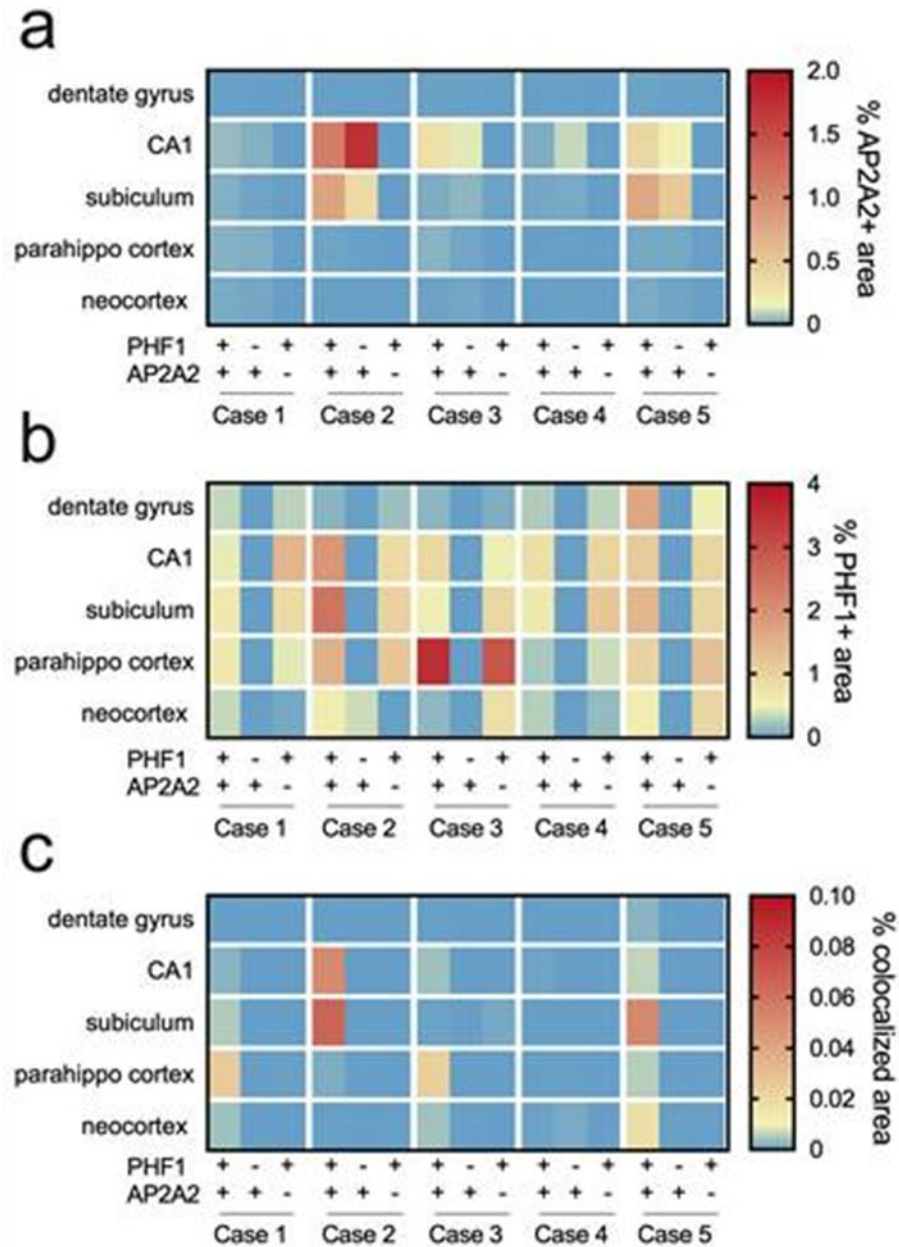 a
dentate gyrus
CA1
subiculum
parahippo cortex
neocortex
2.0
1.5
1.0
0.5
0
% AP2A2+ area
PHF1 + - + + - + + - + + - + + - +
AP2A2 + + - + + - + + - + + - + + -
Case 1 Case 2 Case 3 Case 4 Case 5
b
dentate gyrus
CA1
subiculum
parahippo cortex
neocortex
4
3
2
1
0
% PHF1+ area
PHF1 + - + + - + + - + + - + + - +
AP2A2 + + - + + - + + - + + - + + -
Case 1 Case 2 Case 3 Case 4 Case 5
c
dentate gyrus
CA1
subiculum
parahippo cortex
neocortex
0.10
0.08
0.06
0.04
0.02
0
% colocalized area
PHF1 + - + + - + + - + + - + + - +
AP2A2 + + - + + - + + - + + - + + -
Case 1 Case 2 Case 3 Case 4 Case 5